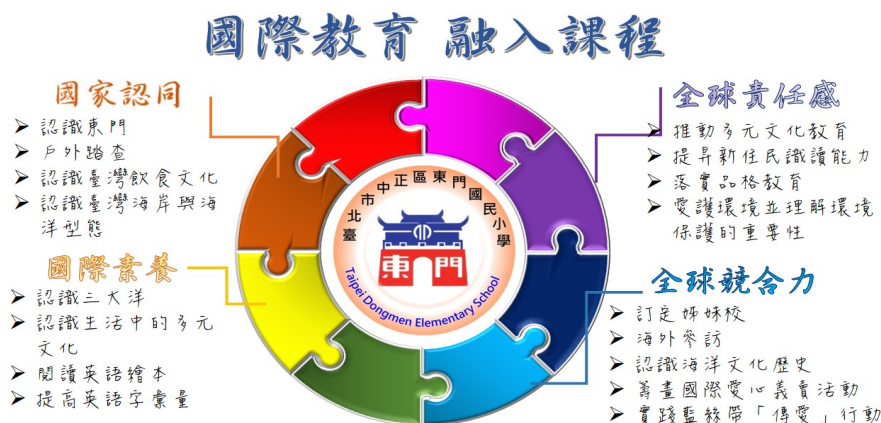 國際教育 融入課程
國家認同
➤ 認識東門
➤ 戶外踏查
➤ 認識臺灣飲食文化
➤ 認識臺灣海岸與海
洋型態
國際素養
➤ 認識三大洋
➤ 認識生活中的多元
文化
➤ 閱讀英語繪本
➤ 提高英語字彙量
臺北市中正區東門國民小學
東門
Taipei Dongmen Elementary School
全球責任感
➤ 推動多元文化教育
➤ 提昇新住民識讀能力
➤ 落實品格教育
➤ 愛護環境並理解環境
保護的重要性
全球競合力
➤ 訂定姊妹校
➤ 海外參訪
➤ 認識海洋文化歷史
➤ 籌畫國際愛心義賣活動
➤ 實踐藍絲帶「傳愛」行動